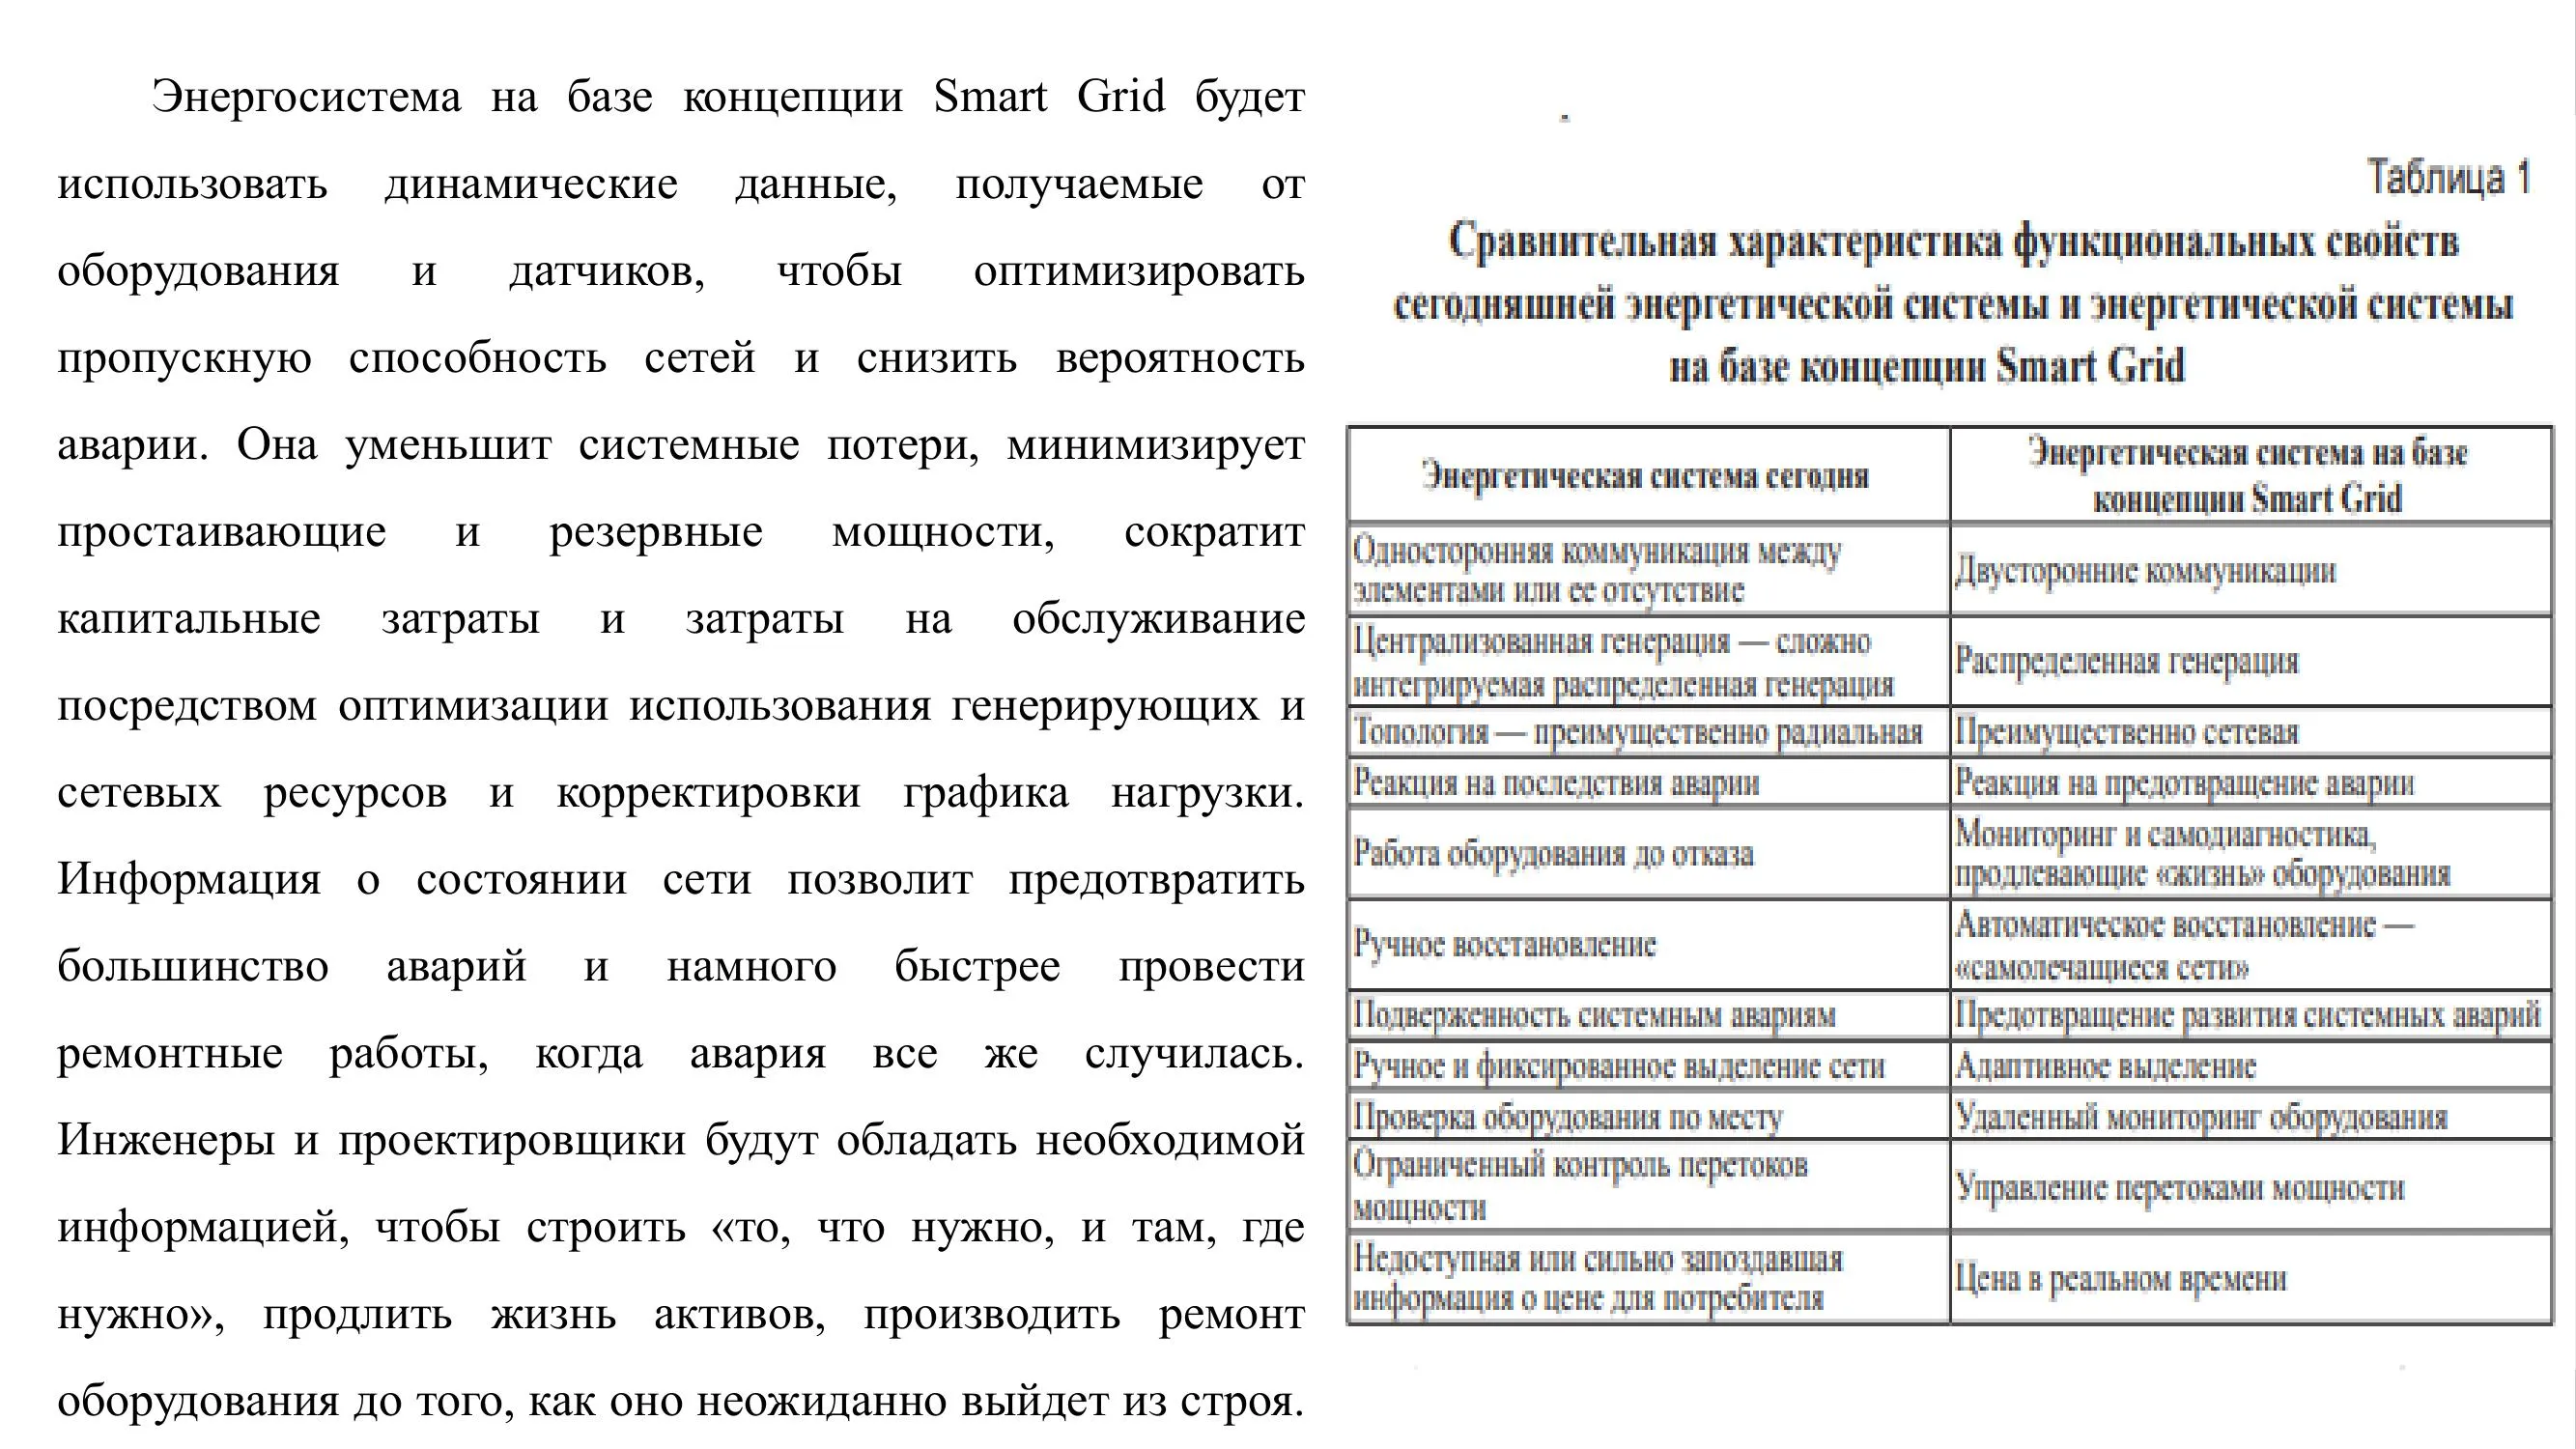 Энергосистема на базе концепции Smart Grid будет
использовать динамические данные, получаемые от
оборудования и датчиков, чтобы оптимизировать
пропускную способность сетей и снизить вероятность
аварии. Она уменьшит системные потери, минимизирует
простаивающие и резервные мощности, сократит
капитальные затраты и затраты на обслуживание
посредством оптимизации использования генерирующих и
сетевых ресурсов и корректировки графика нагрузки.
Информация о состоянии сети позволит предотвратить
большинство аварий и намного быстрее провести
ремонтные работы, когда авария все же случилась.
Инженеры и проектировщики будут обладать необходимой
информацией, чтобы строить «то, что нужно, и там, где
нужно», продлить жизнь активов, производить ремонт
оборудования до того, как оно неожиданно выйдет из строя.
Таблица 1
Сравнительная характеристика функциональных свойств
сегодняшней энергетической системы и энергетической системы
на базе концепции Smart Grid
Энергетическая система сегодня
Энергетическая система на базе
концепции Smart Grid
Односторонняя коммуникация между
элементами или ее отсутствие
Двусторонние коммуникации
Централизованная генерация — сложно
интегрируемая распределенная генерация
Распределенная генерация
Топология — преимущественно радиальная
Преимущественно сетевая
Реакция на последствия аварии
Реакция на предотвращение аварии
Работа оборудования до отказа
Мониторинг и самодиагностика,
продлевающие «жизнь» оборудования
Ручное восстановление
Автоматическое восстановление —
«самолечащиеся сети»
Подверженность системным авариям
Предотвращение развития системных аварий
Ручное и фиксированное выделение сети
Адаптивное выделение
Проверка оборудования по месту
Удаленный мониторинг оборудования
Ограниченный контроль перетоков
мощности
Управление перетоками мощности
Недоступная или сильно запоздавшая
информация о цене для потребителя
Цена в реальном времени